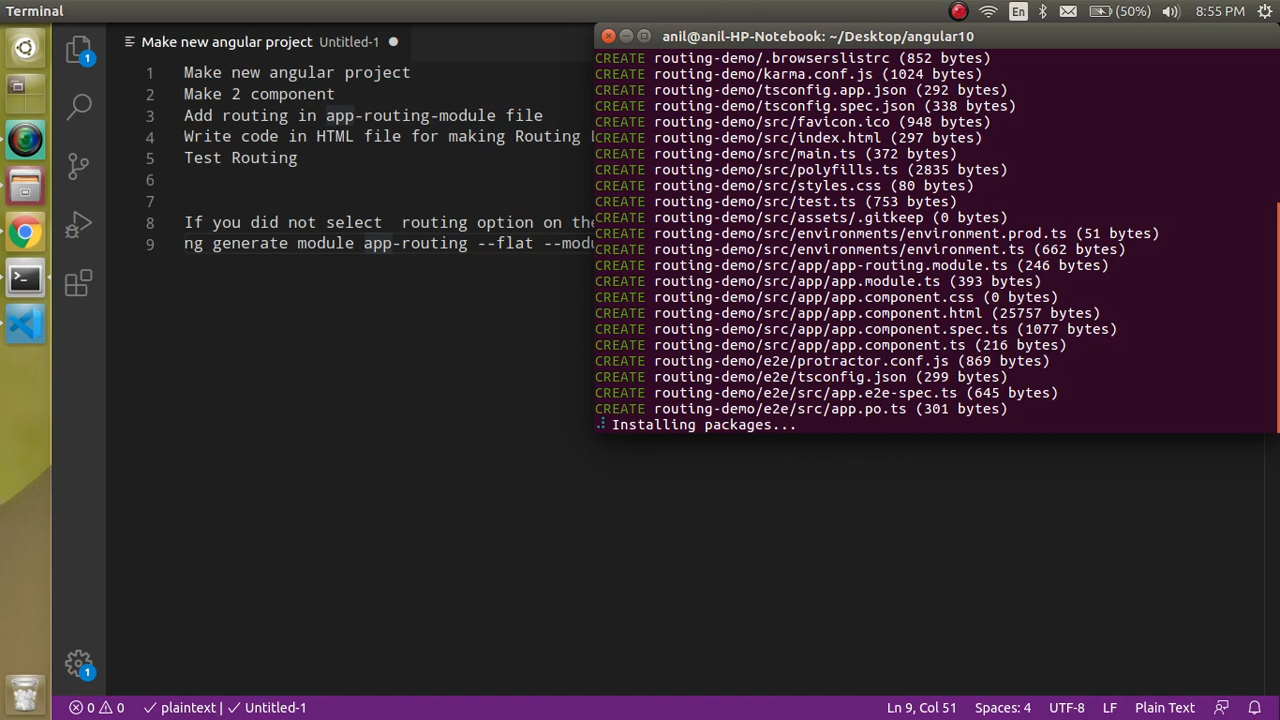 Terminal
En
(50%)
8:55 PM
1
Make new angular project Untitled-1
1 Make new angular project
2 Make 2 component
3 Add routing in app-routing-module file
4 Write code in HTML file for making Routing
5 Test Routing
6
7
8 If you did not select  routing option on the
9 ng generate module app-routing --flat --modu
anil@anil-HP-Notebook: ~/Desktop/angular10
CREATE routing-demo/.browserslistrc (852 bytes)
CREATE routing-demo/karma.conf.js (1024 bytes)
CREATE routing-demo/tsconfig.app.json (292 bytes)
CREATE routing-demo/tsconfig.spec.json (338 bytes)
CREATE routing-demo/src/favicon.ico (948 bytes)
CREATE routing-demo/src/index.html (297 bytes)
CREATE routing-demo/src/main.ts (372 bytes)
CREATE routing-demo/src/polyfills.ts (2835 bytes)
CREATE routing-demo/src/styles.css (80 bytes)
CREATE routing-demo/src/test.ts (753 bytes)
CREATE routing-demo/src/assets/.gitkeep (0 bytes)
CREATE routing-demo/src/environments/environment.prod.ts (51 bytes)
CREATE routing-demo/src/environments/environment.ts (662 bytes)
CREATE routing-demo/src/app/app-routing.module.ts (246 bytes)
CREATE routing-demo/src/app/app.module.ts (393 bytes)
CREATE routing-demo/src/app/app.component.css (0 bytes)
CREATE routing-demo/src/app/app.component.html (25757 bytes)
CREATE routing-demo/src/app/app.component.spec.ts (1077 bytes)
CREATE routing-demo/src/app/app.component.ts (216 bytes)
CREATE routing-demo/e2e/protractor.conf.js (869 bytes)
CREATE routing-demo/e2e/tsconfig.json (299 bytes)
CREATE routing-demo/e2e/src/app.e2e-spec.ts (645 bytes)
CREATE routing-demo/e2e/src/app.po.ts (301 bytes)
Installing packages...
1
0 0 plaintext | Untitled-1 Ln 9, Col 51 Spaces: 4 UTF-8 LF Plain Text